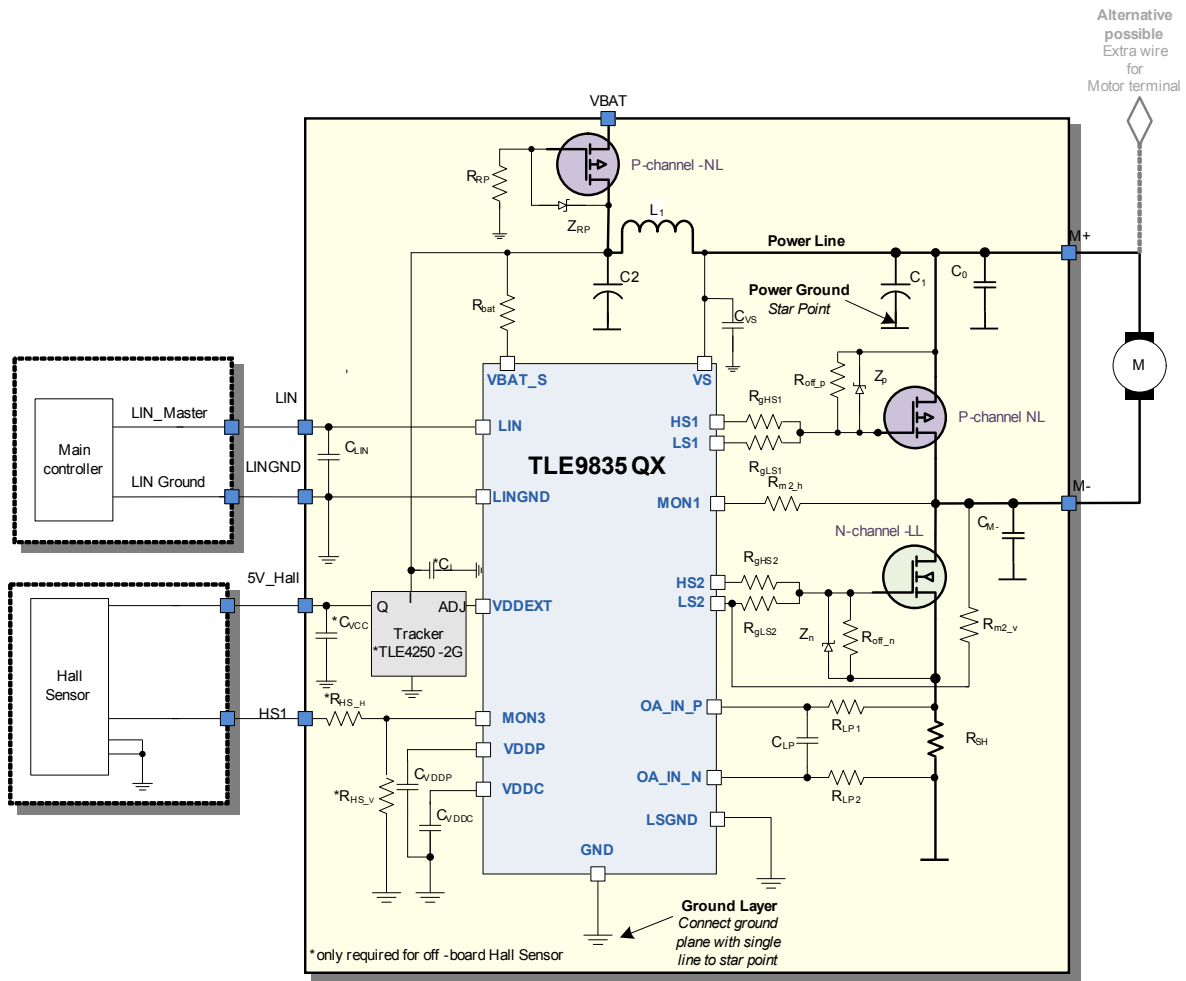 Alternative
possible
Extra wire
for
Motor terminal
VBAT
P-channel -NL
RRP
ZRP
L1
Power Line
M+
C2
C1
C0
Rbat
Power Ground
Star Point
CVS
VBAT_S
VS
Roff_p
Zp
M
LIN_Master
LIN
RgHS1
HS1
LIN
P-channel NL
Main
controller
CLIN
LS1
RgLS1
LINGND
TLE9835 QX
Rm2_h
LIN Ground
LINGND
MON1
M-
N-channel -LL
CM-
RgHS2
*CI
5V_Hall
HS2
LS2
Q
I
ADJ
VDDEXT
RgLS2
Zn
Roff_n
Rm2_v
*CVCC
Tracker
*TLE4250 -2G
Hall
Sensor
*RHS_H
OA_IN_P
HS1
MON3
RLP1
CLP
RSH
VDDP
CVDDP
OA_IN_N
*RHS_V
VDDC
RLP2
CVDDC
LSGND
GND
Ground Layer
Connect ground
plane with single
line to star point
*only required for off -board Hall Sensor